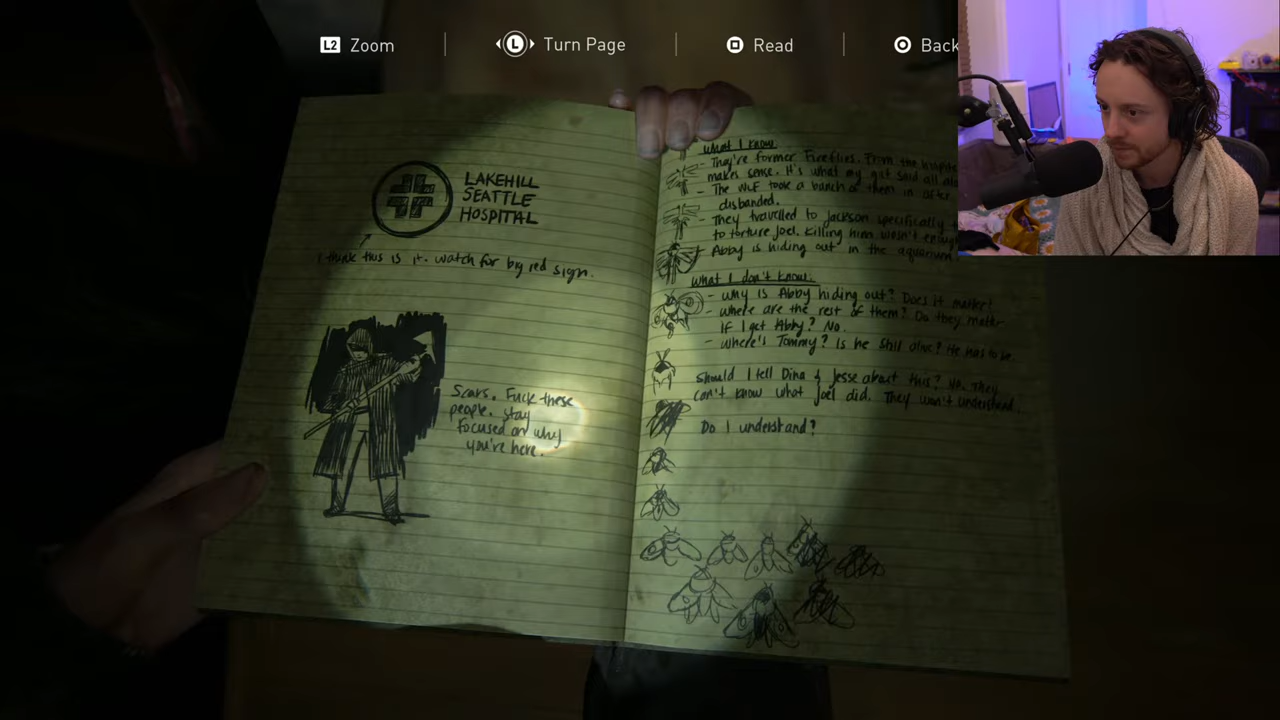 L2 Zoom
L Turn Page
Read
Back
LAKEHILL
SEATTLE
HOSPITAL
I think this is it. watch for big red sign.
Scars. Fuck these
people. Stay
focused on why
you're here.
What I know
- They're former Fireflies. From the
makes sense. It's what my gut said all
- The WLF took a bunch of them in after
disbanded.
- They travelled to Jackson specifically
to torture Joel. Killing him wasn't
- Abby is hiding out in the aquarium
What I don't know:
- Why is Abby hiding out? Does it matter?
- Where are the rest of them? Do they matter
if I get Abby? No.
- Where's Tommy? Is he still alive? He has to be.
Should I tell Dina & Jesse about this? No. They
can't know what Joel did. They won't understand.
Do I understand?